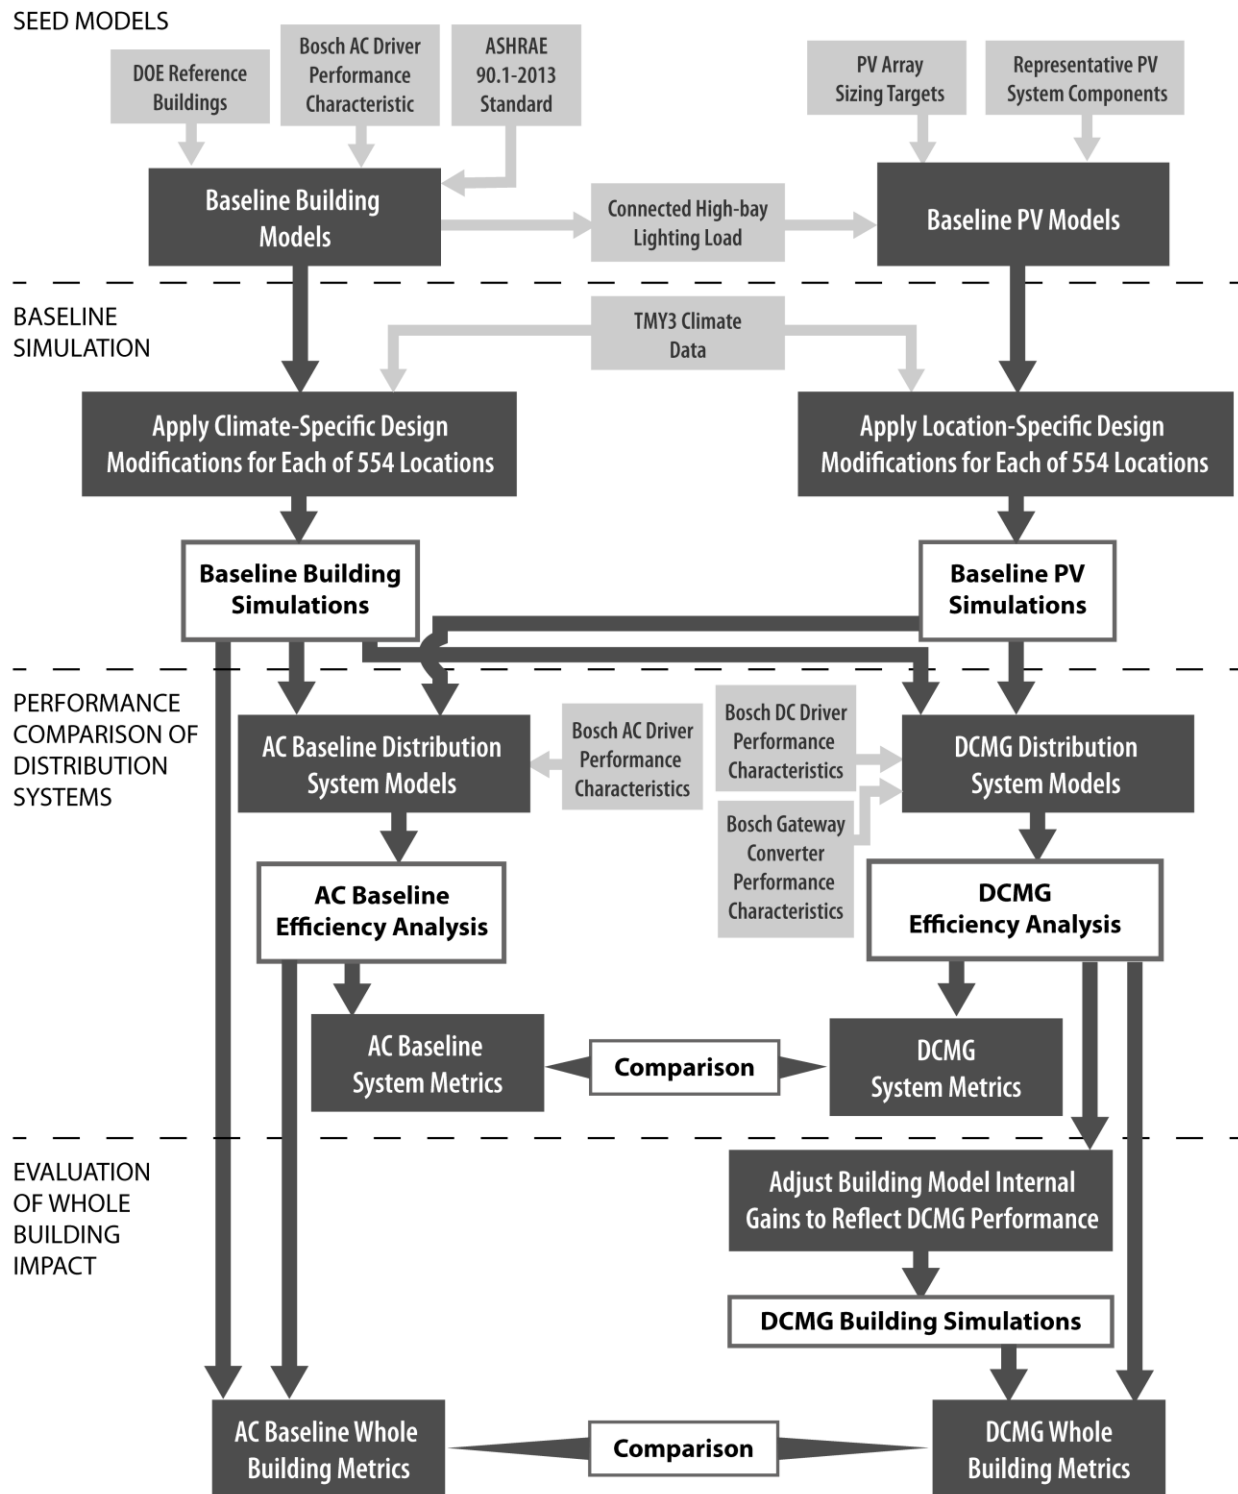 SEED MODELS
DOE Reference
Buildings
Bosch AC Driver
Performance
Characteristic
ASHRAE
90.1-2013
Standard
PV Array
Sizing Targets
Representative PV
System Components
Baseline Building
Models
Connected High-bay
Lighting Load
Baseline PV Models
BASELINE
SIMULATION
TMY3 Climate
Data
Apply Climate-Specific Design
Modifications for Each of 554 Locations
Apply Location-Specific Design
Modifications for Each of 554 Locations
Baseline Building
Simulations
Baseline PV
Simulations
PERFORMANCE
COMPARISON OF
DISTRIBUTION
SYSTEMS
AC Baseline Distribution
System Models
Bosch AC Driver
Performance
Characteristics
Bosch DC Driver
Performance
Characteristics
DCMG Distribution
System Models
Bosch Gateway
Converter
Performance
Characteristics
AC Baseline
Efficiency Analysis
DCMG
Efficiency Analysis
AC Baseline
System Metrics
Comparison
DCMG
System Metrics
EVALUATION
OF WHOLE
BUILDING
IMPACT
Adjust Building Model Internal
Gains to Reflect DCMG Performance
DCMG Building Simulations
AC Baseline Whole
Building Metrics
Comparison
DCMG Whole
Building Metrics